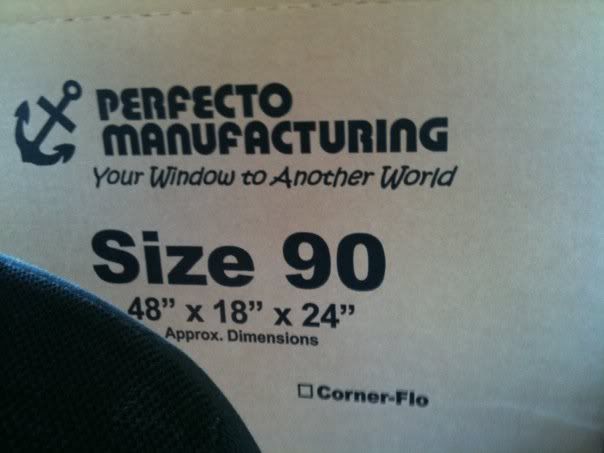 PERFECTO
MANUFACTURING
Your Window to Another World
Size 90
48” x 18” x 24”
Approx. Dimensions
☐ Corner-Flo